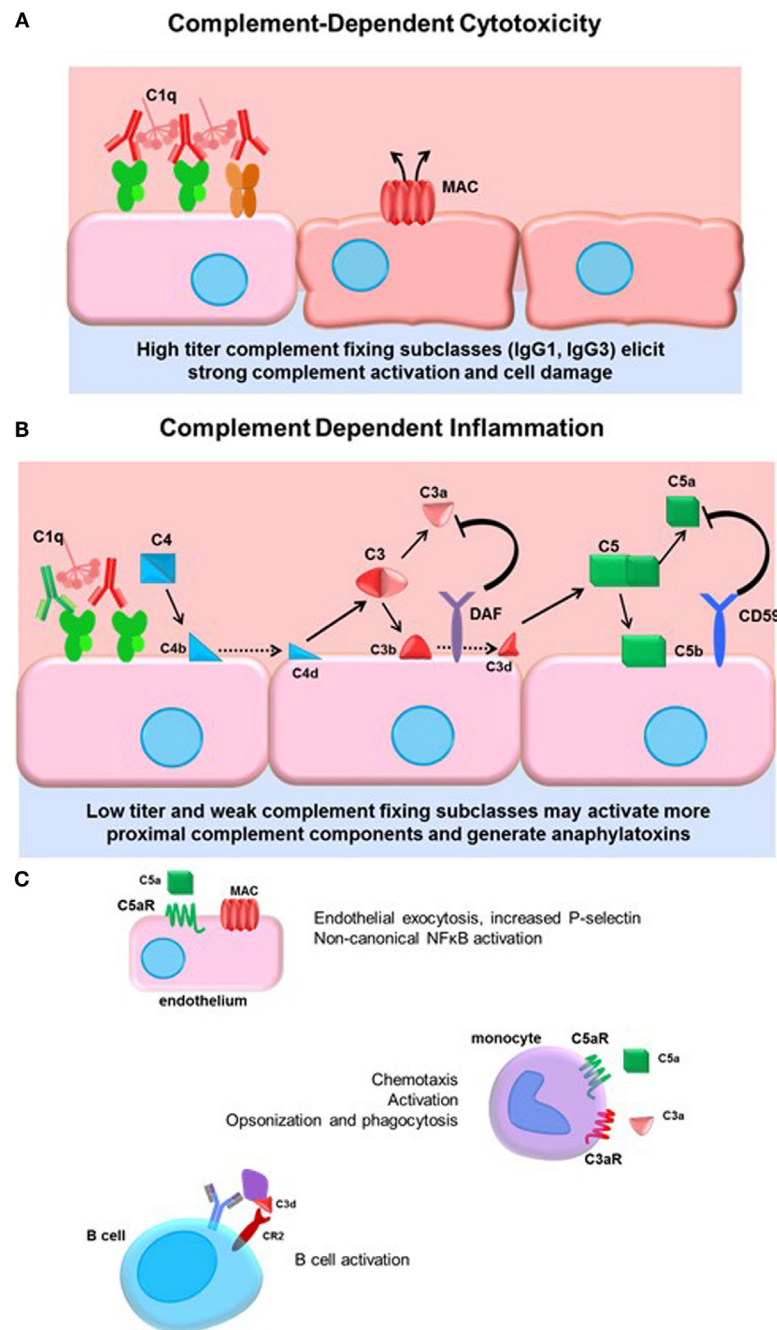 A
Complement-Dependent Cytotoxicity
C1q
MAC
High titer complement fixing subclasses (IgG1, IgG3) elicit
strong complement activation and cell damage
B
Complement Dependent Inflammation
C1q
C4
C4b
C4d
C3
C3a
C3b
DAF
C3d
C5
C5a
C5b
CD59
Low titer and weak complement fixing subclasses may activate more
proximal complement components and generate anaphylatoxins
C
C5a
C5aR
MAC
endothelium
Endothelial exocytosis, increased P-selectin
Non-canonical NFκB activation
monocyte
C5aR
C5a
C3a
C3aR
Chemotaxis
Activation
Opsonization and phagocytosis
B cell
C3d
CR2
B cell activation